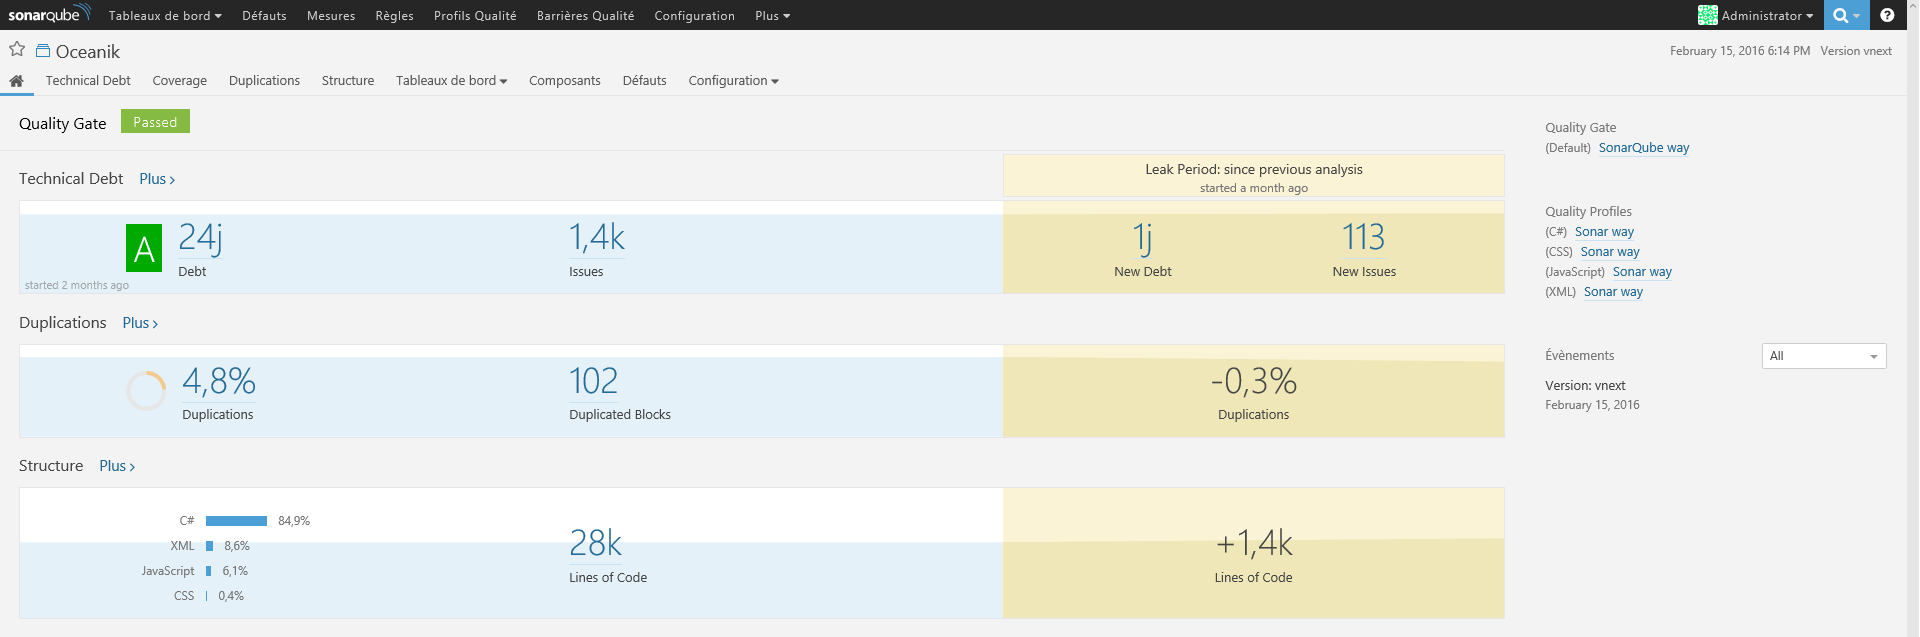 sonarqube Tableaux de bord Défauts Mesures Règles Profils Qualité Barrières Qualité Configuration Plus Administrator ?
Oceanik February 15, 2016 6:14 PM Version vnext
Technical Debt Coverage Duplications Structure Tableaux de bord Composants Défauts Configuration
Quality Gate Passed
Technical Debt Plus
Leak Period: since previous analysis
started a month ago
A 24j 1,4k 1j 113
Debt Issues New Debt New Issues
started 2 months ago
Duplications Plus
4,8% 102 -0,3%
Duplications Duplicated Blocks Duplications
Structure Plus
C# 84,9%
XML 8,6%
JavaScript 6,1%
CSS 0,4%
28k +1,4k
Lines of Code Lines of Code
Quality Gate
(Default) SonarQube way
Quality Profiles
(C#) Sonar way
(CSS) Sonar way
(JavaScript) Sonar way
(XML) Sonar way
Évènements All
Version: vnext
February 15, 2016